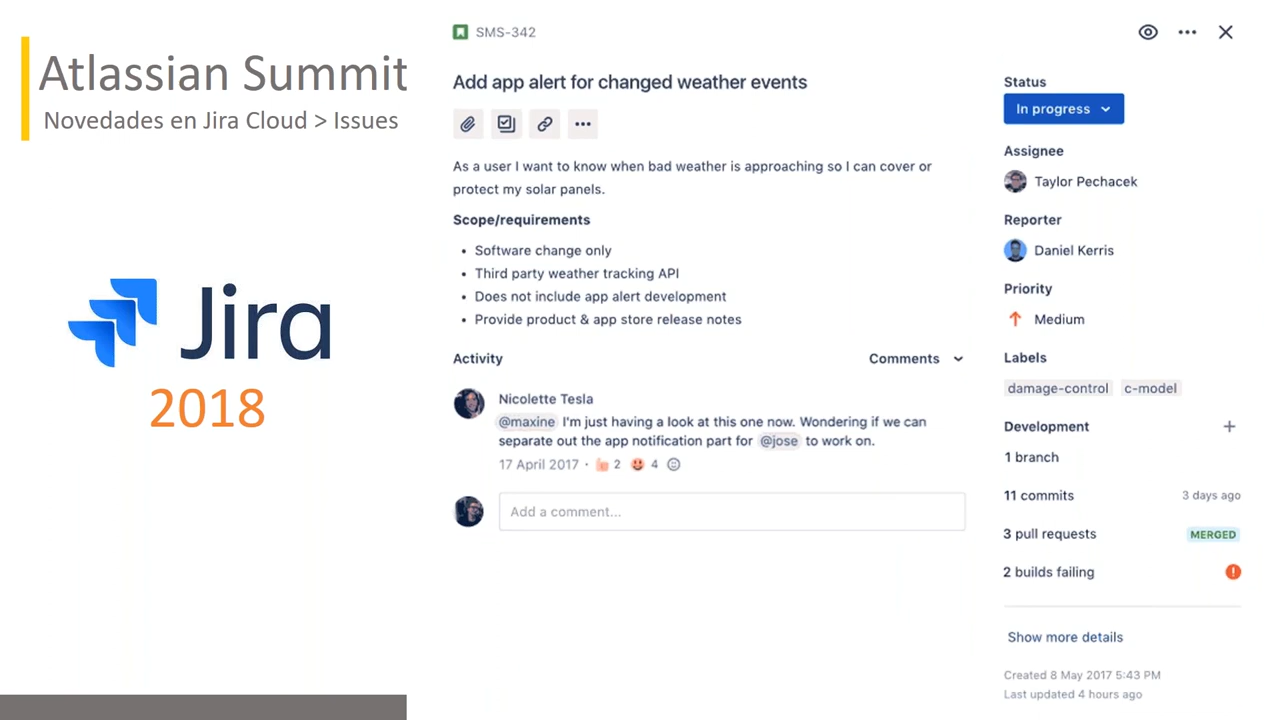 Atlassian Summit
Novedades en Jira Cloud > Issues
Jira
2018
SMS-342
Add app alert for changed weather events
As a user I want to know when bad weather is approaching so I can cover or
protect my solar panels.
Scope/requirements
• Software change only
• Third party weather tracking API
• Does not include app alert development
• Provide product & app store release notes
Activity
Comments
Nicolette Tesla
@maxine I'm just having a look at this one now. Wondering if we can
separate out the app notification part for @jose to work on.
17 April 2017 • 2 4
Add a comment...
Status
In progress
Assignee
Taylor Pechacek
Reporter
Daniel Kerris
Priority
Medium
Labels
damage-control c-model
Development
1 branch
11 commits 3 days ago
3 pull requests MERGED
2 builds failing
Show more details
Created 8 May 2017 5:43 PM
Last updated 4 hours ago